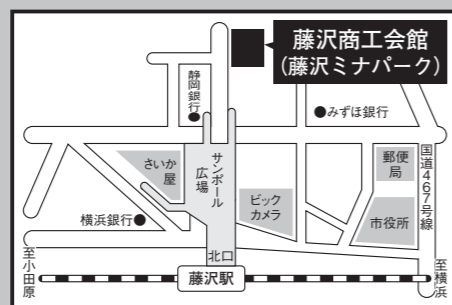 藤沢商工会館
(藤沢ミナパーク)
静岡銀行
みずほ銀行
サンパール
広場
さいか
屋
郵便
局
国道467号線
ビック
カメラ
市役所
横浜銀行
北口
至小田原
藤沢駅
至横浜